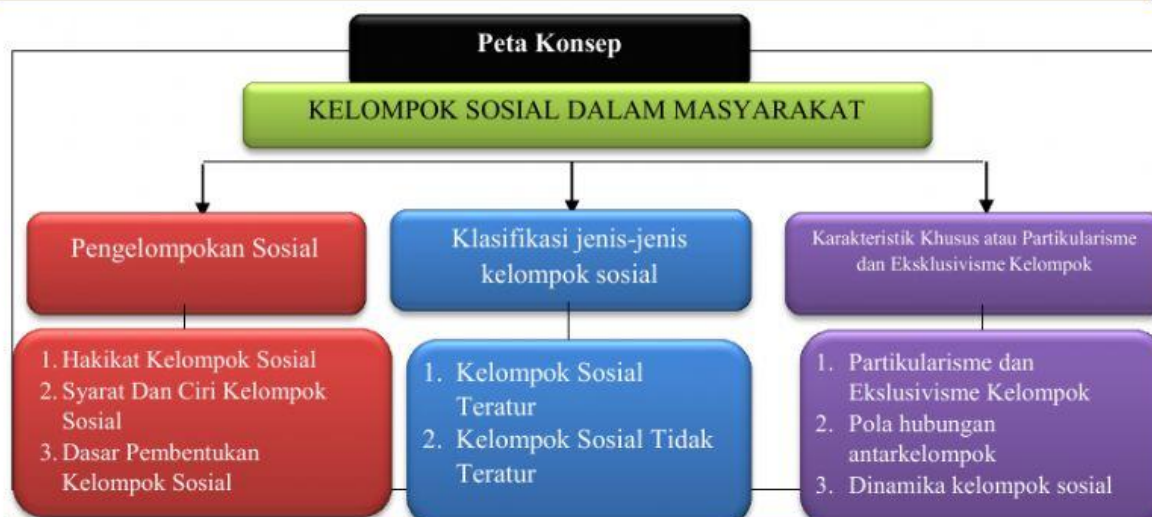 Peta Konsep
KELOMPOK SOSIAL DALAM MASYARAKAT
Pengelompokan Sosial
1. Hakikat Kelompok Sosial
2. Syarat Dan Ciri Kelompok
Sosial
3. Dasar Pembentukan
Kelompok Sosial
Klasifikasi jenis-jenis
kelompok sosial
1. Kelompok Sosial
Teratur
2. Kelompok Sosial Tidak
Teratur
Karakteristik Khusus atau Partikularisme
dan Eksklusivisme Kelompok
1. Partikularisme dan
Ekslusivisme Kelompok
2. Pola hubungan
antarkelompok
3. Dinamika kelompok sosial